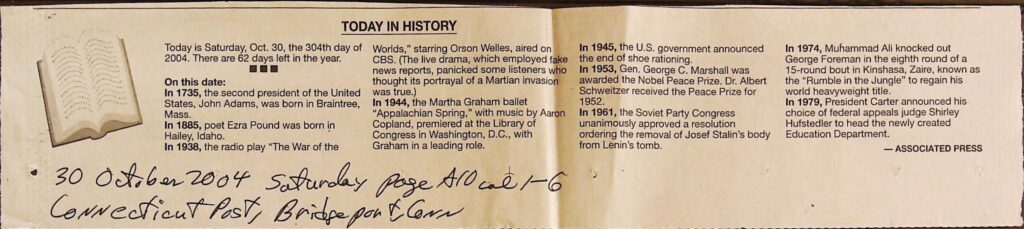 TODAY IN HISTORY
Today is Saturday, Oct. 30, the 304th day of
2004. There are 62 days left in the year.
■ ■ ■
On this date:
In 1735, the second president of the United
States, John Adams, was born in Braintree,
Mass.
In 1885, poet Ezra Pound was born in
Hailey, Idaho.
In 1938, the radio play "The War of the
Worlds," starring Orson Welles, aired on
CBS. (The live drama, which employed fake
news reports, panicked some listeners who
thought its portrayal of a Martian invasion
was true.)
In 1944, the Martha Graham ballet
"Appalachian Spring," with music by Aaron
Copland, premiered at the Library of
Congress in Washington, D.C., with
Graham in a leading role.
In 1945, the U.S. government announced
the end of shoe rationing.
In 1953, Gen. George C. Marshall was
awarded the Nobel Peace Prize. Dr. Albert
Schweitzer received the Peace Prize for
1952.
In 1961, the Soviet Party Congress
unanimously approved a resolution
ordering the removal of Josef Stalin's body
from Lenin's tomb.
In 1974, Muhammad Ali knocked out
George Foreman in the eighth round of a
15-round bout in Kinshasa, Zaire, known as
the "Rumble in the Jungle" to regain his
world heavyweight title.
In 1979, President Carter announced his
choice of federal appeals judge Shirley
Hufstedler to head the newly created
Education Department.
— ASSOCIATED PRESS
30 October 2004 Saturday page A10 col 1-6
Connecticut Post, Bridgeport, Conn